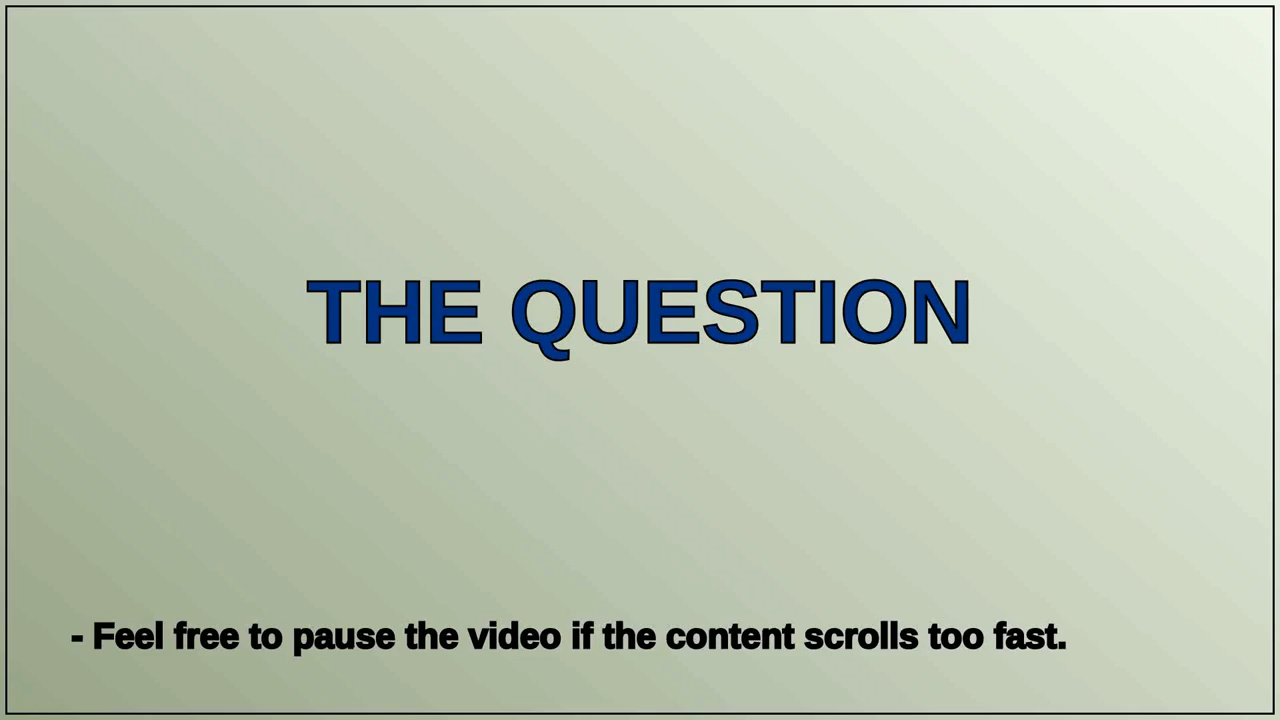 THE QUESTION
- Feel free to pause the video if the content scrolls too fast.